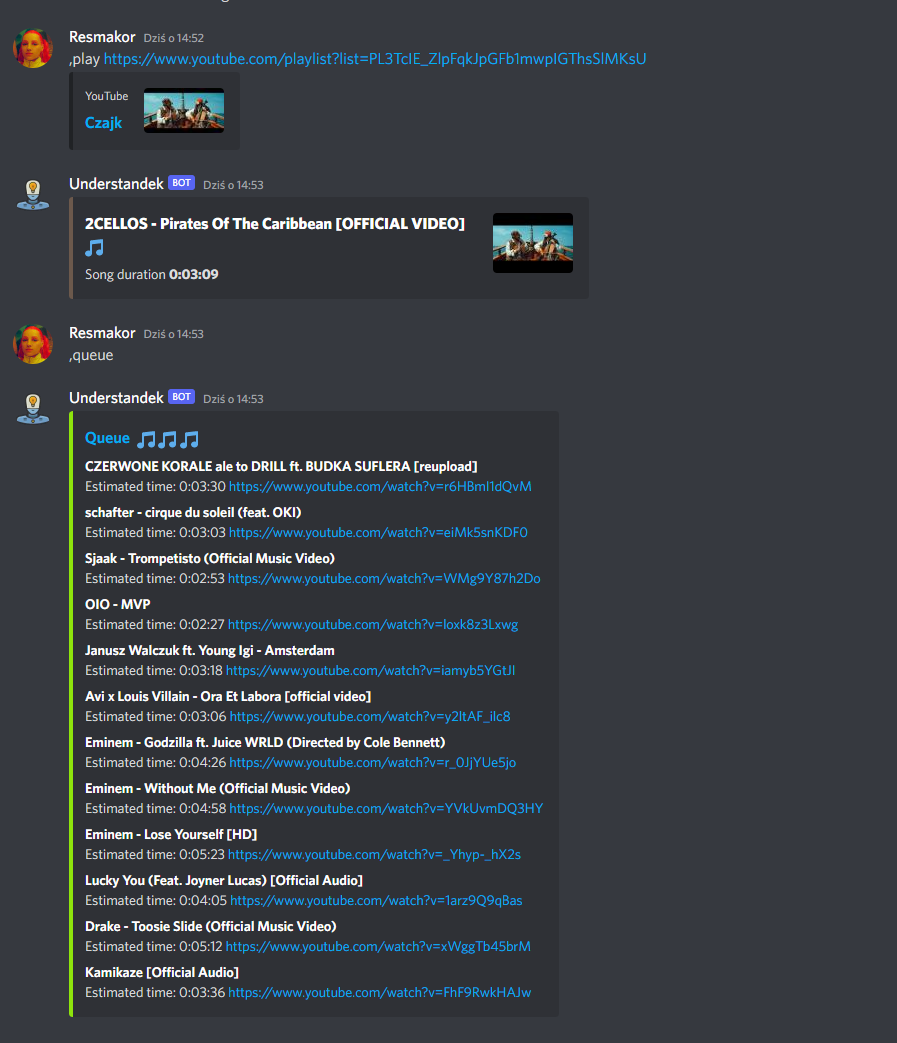 Resmakor Dziś o 14:52
,play https://www.youtube.com/playlist?list=PL3TcIE_ZlpFqkJpGFb1mwpIGThsSlMKsU
YouTube
Czajk
Understandek BOT Dziś o 14:53
2CELLOS - Pirates Of The Caribbean [OFFICIAL VIDEO]
Song duration 0:03:09
Resmakor Dziś o 14:53
,queue
Understandek BOT Dziś o 14:53
Queue
CZERWONE KORALE ale to DRILL ft. BUDKA SUFLERA [reupload]
Estimated time: 0:03:30 https://www.youtube.com/watch?v=r6HBmI1dQvM
schafter - cirque du soleil (feat. OKI)
Estimated time: 0:03:03 https://www.youtube.com/watch?v=eiMk5snKDF0
Sjaak - Trompetisto (Official Music Video)
Estimated time: 0:02:53 https://www.youtube.com/watch?v=WMg9Y87h2Do
OIO - MVP
Estimated time: 0:02:27 https://www.youtube.com/watch?v=loxk8z3Lxwg
Janusz Walczuk ft. Young Igi - Amsterdam
Estimated time: 0:03:18 https://www.youtube.com/watch?v=iamyb5YGtJI
Avi x Louis Villain - Ora Et Labora [official video]
Estimated time: 0:03:06 https://www.youtube.com/watch?v=y2ltAF_ilc8
Eminem - Godzilla ft. Juice WRLD (Directed by Cole Bennett)
Estimated time: 0:04:26 https://www.youtube.com/watch?v=r_0JjYUe5jo
Eminem - Without Me (Official Music Video)
Estimated time: 0:04:58 https://www.youtube.com/watch?v=YVkUvmDQ3HY
Eminem - Lose Yourself [HD]
Estimated time: 0:05:23 https://www.youtube.com/watch?v=_Yhyp-_hX2s
Lucky You (Feat. Joyner Lucas) [Official Audio]
Estimated time: 0:04:05 https://www.youtube.com/watch?v=1arz9Q9qBas
Drake - Toosie Slide (Official Music Video)
Estimated time: 0:05:12 https://www.youtube.com/watch?v=xWggTb45brM
Kamikaze [Official Audio]
Estimated time: 0:03:36 https://www.youtube.com/watch?v=FhF9RwkHAJw